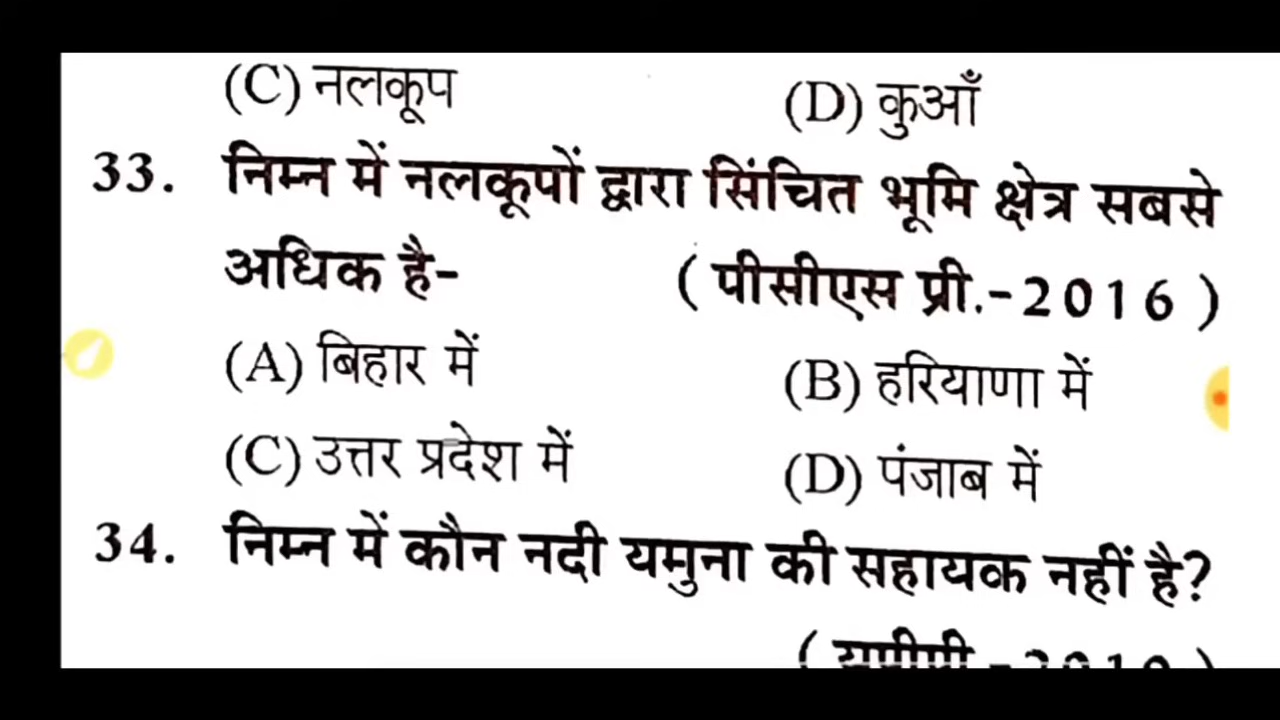 (C) नलकूप (D) कुआँ
33. निम्न में नलकूपों द्वारा सिंचित भूमि क्षेत्र सबसे
अधिक है- ( पीसीएस प्री.-2016 )
(A) बिहार में (B) हरियाणा में
(C) उत्तर प्रदेश में (D) पंजाब में
34. निम्न में कौन नदी यमुना की सहायक नहीं है?